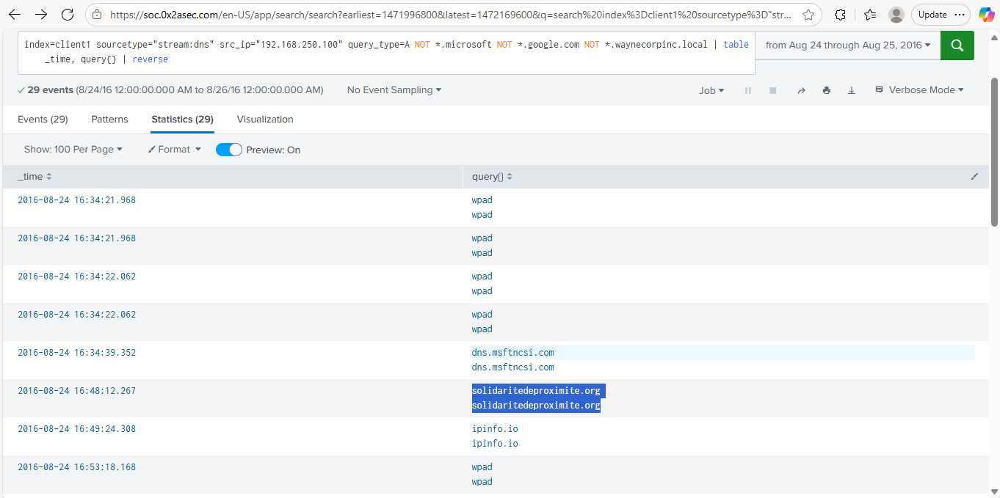 https://soc.0x2asec.com/en-US/app/search/search?earliest=1471996800&latest=1472169600&q=search%20index%3Dclient1%20sourcetype%3D"str...
Update
index=client1 sourcetype="stream:dns" src_ip="192.168.250.100" query_type=A NOT *.microsoft NOT *.google.com NOT *.waynecorpinc.local | table
_time, query{} | reverse
from Aug 24 through Aug 25, 2016
29 events (8/24/16 12:00:00.000 AM to 8/26/16 12:00:00.000 AM)
No Event Sampling
Job
Verbose Mode
Events (29)
Patterns
Statistics (29)
Visualization
Show: 100 Per Page
Format
Preview: On
_time
query{}
2016-08-24 16:34:21.968
wpad
wpad
2016-08-24 16:34:21.968
wpad
wpad
2016-08-24 16:34:22.062
wpad
wpad
2016-08-24 16:34:22.062
wpad
wpad
2016-08-24 16:34:39.352
dns.msftncsi.com
dns.msftncsi.com
2016-08-24 16:48:12.267
solidaritedeproximite.org
solidaritedeproximite.org
2016-08-24 16:49:24.308
ipinfo.io
ipinfo.io
2016-08-24 16:53:18.168
wpad
wpad